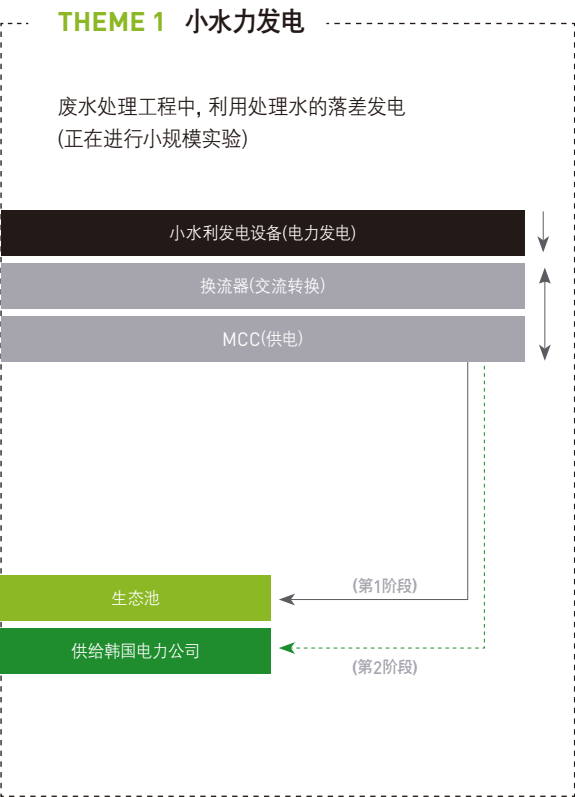 THEME 1 小水力发电
废水处理工程中, 利用处理水的落差发电
(正在进行小规模实验)
小水利发电设备(电力发电)
换流器(交流转换)
MCC(供电)
(第1阶段)
生态池
供给韩国电力公司
(第2阶段)